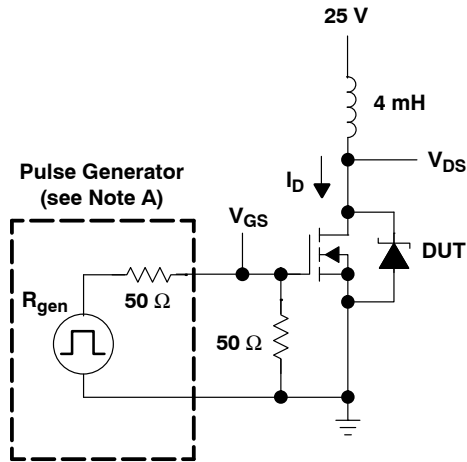 25 V
4 mH
V_DS
I_D
Pulse Generator
(see Note A)
V_GS
DUT
R_gen
50 Ω
50 Ω